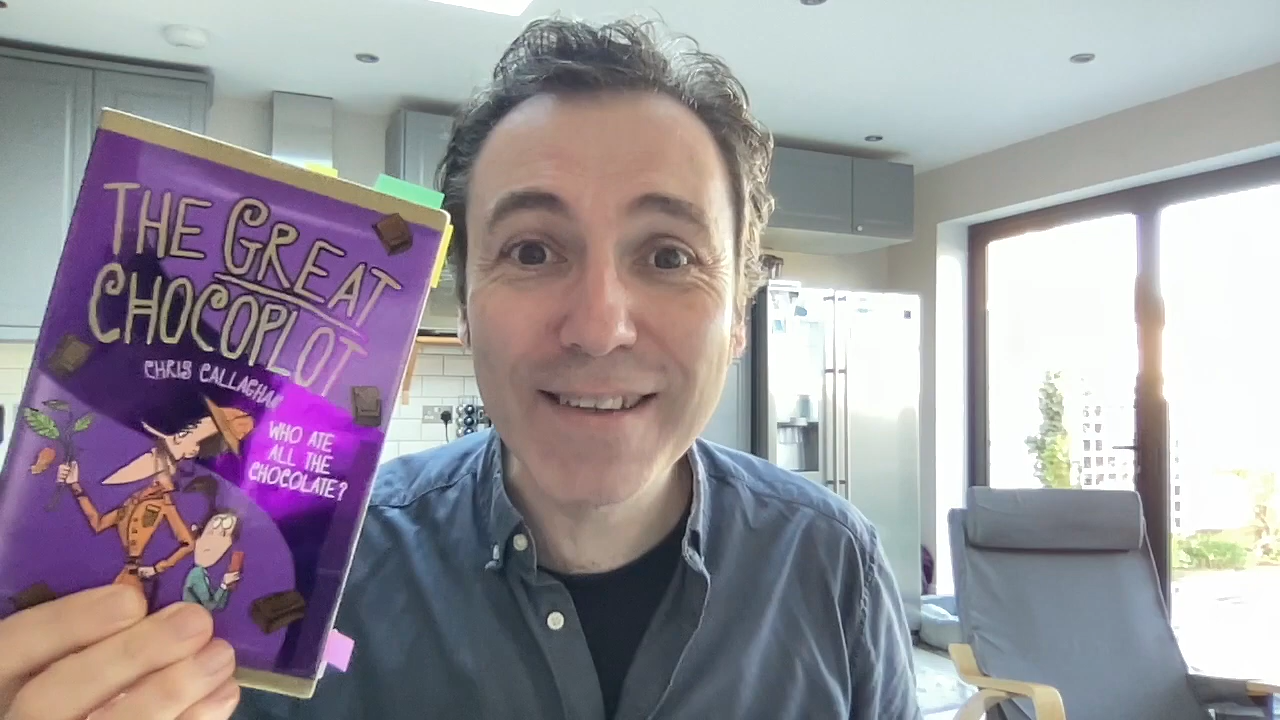 THE GREAT
CHOCOPLOT
CHRIS CALLAGHAN
WHO ATE
ALL THE
CHOCOLATE?